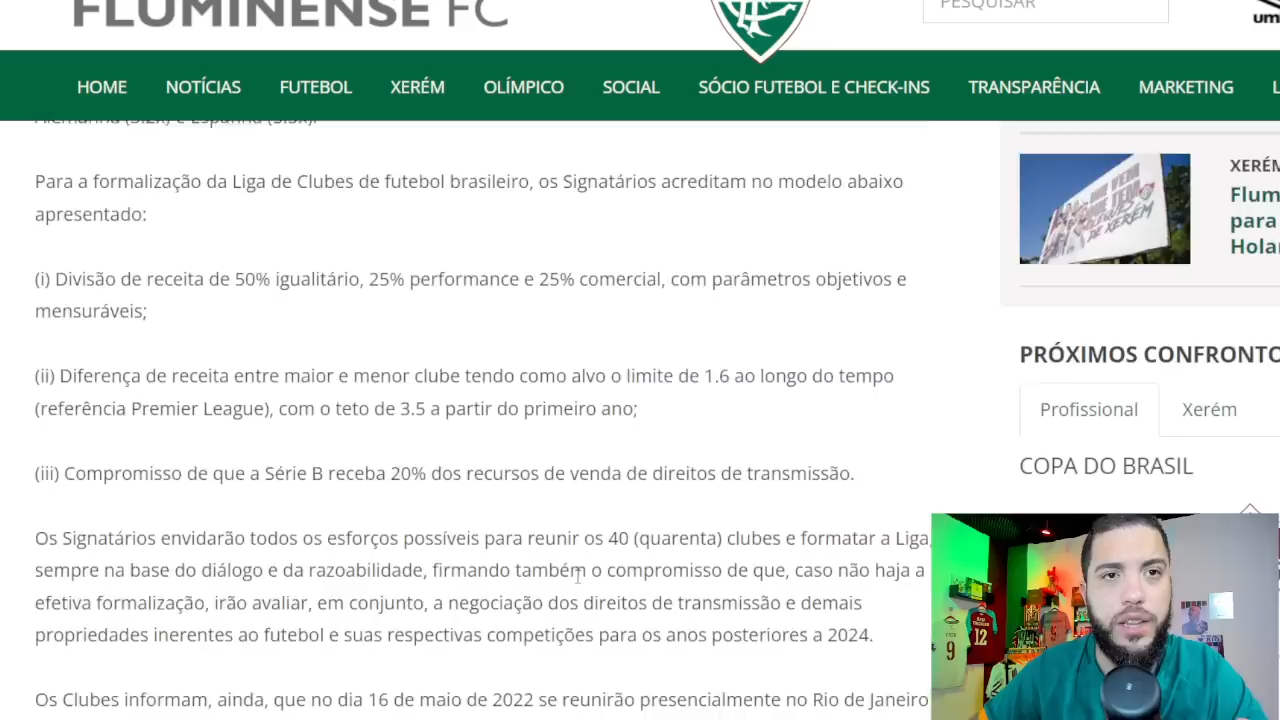 FLUMINENSE FC
PESQUISAR
HOME NOTÍCIAS FUTEBOL XERÉM OLÍMPICO SOCIAL SÓCIO FUTEBOL E CHECK-INS TRANSPARÊNCIA MARKETING
Para a formalização da Liga de Clubes de futebol brasileiro, os Signatários acreditam no modelo abaixo
apresentado:
(i) Divisão de receita de 50% igualitário, 25% performance e 25% comercial, com parâmetros objetivos e
mensuráveis;
(ii) Diferença de receita entre maior e menor clube tendo como alvo o limite de 1.6 ao longo do tempo
(referência Premier League), com o teto de 3.5 a partir do primeiro ano;
(iii) Compromisso de que a Série B receba 20% dos recursos de venda de direitos de transmissão.
Os Signatários envidarão todos os esforços possíveis para reunir os 40 (quarenta) clubes e formatar a Liga,
sempre na base do diálogo e da razoabilidade, firmando também o compromisso de que, caso não haja a
efetiva formalização, irão avaliar, em conjunto, a negociação dos direitos de transmissão e demais
propriedades inerentes ao futebol e suas respectivas competições para os anos posteriores a 2024.
Os Clubes informam, ainda, que no dia 16 de maio de 2022 se reunirão presencialmente no Rio de Janeiro
XERÉM
Flum
para
Hola
DE XERÉM
PRÓXIMOS CONFRONTO
Profissional Xerém
COPA DO BRASIL
9
12